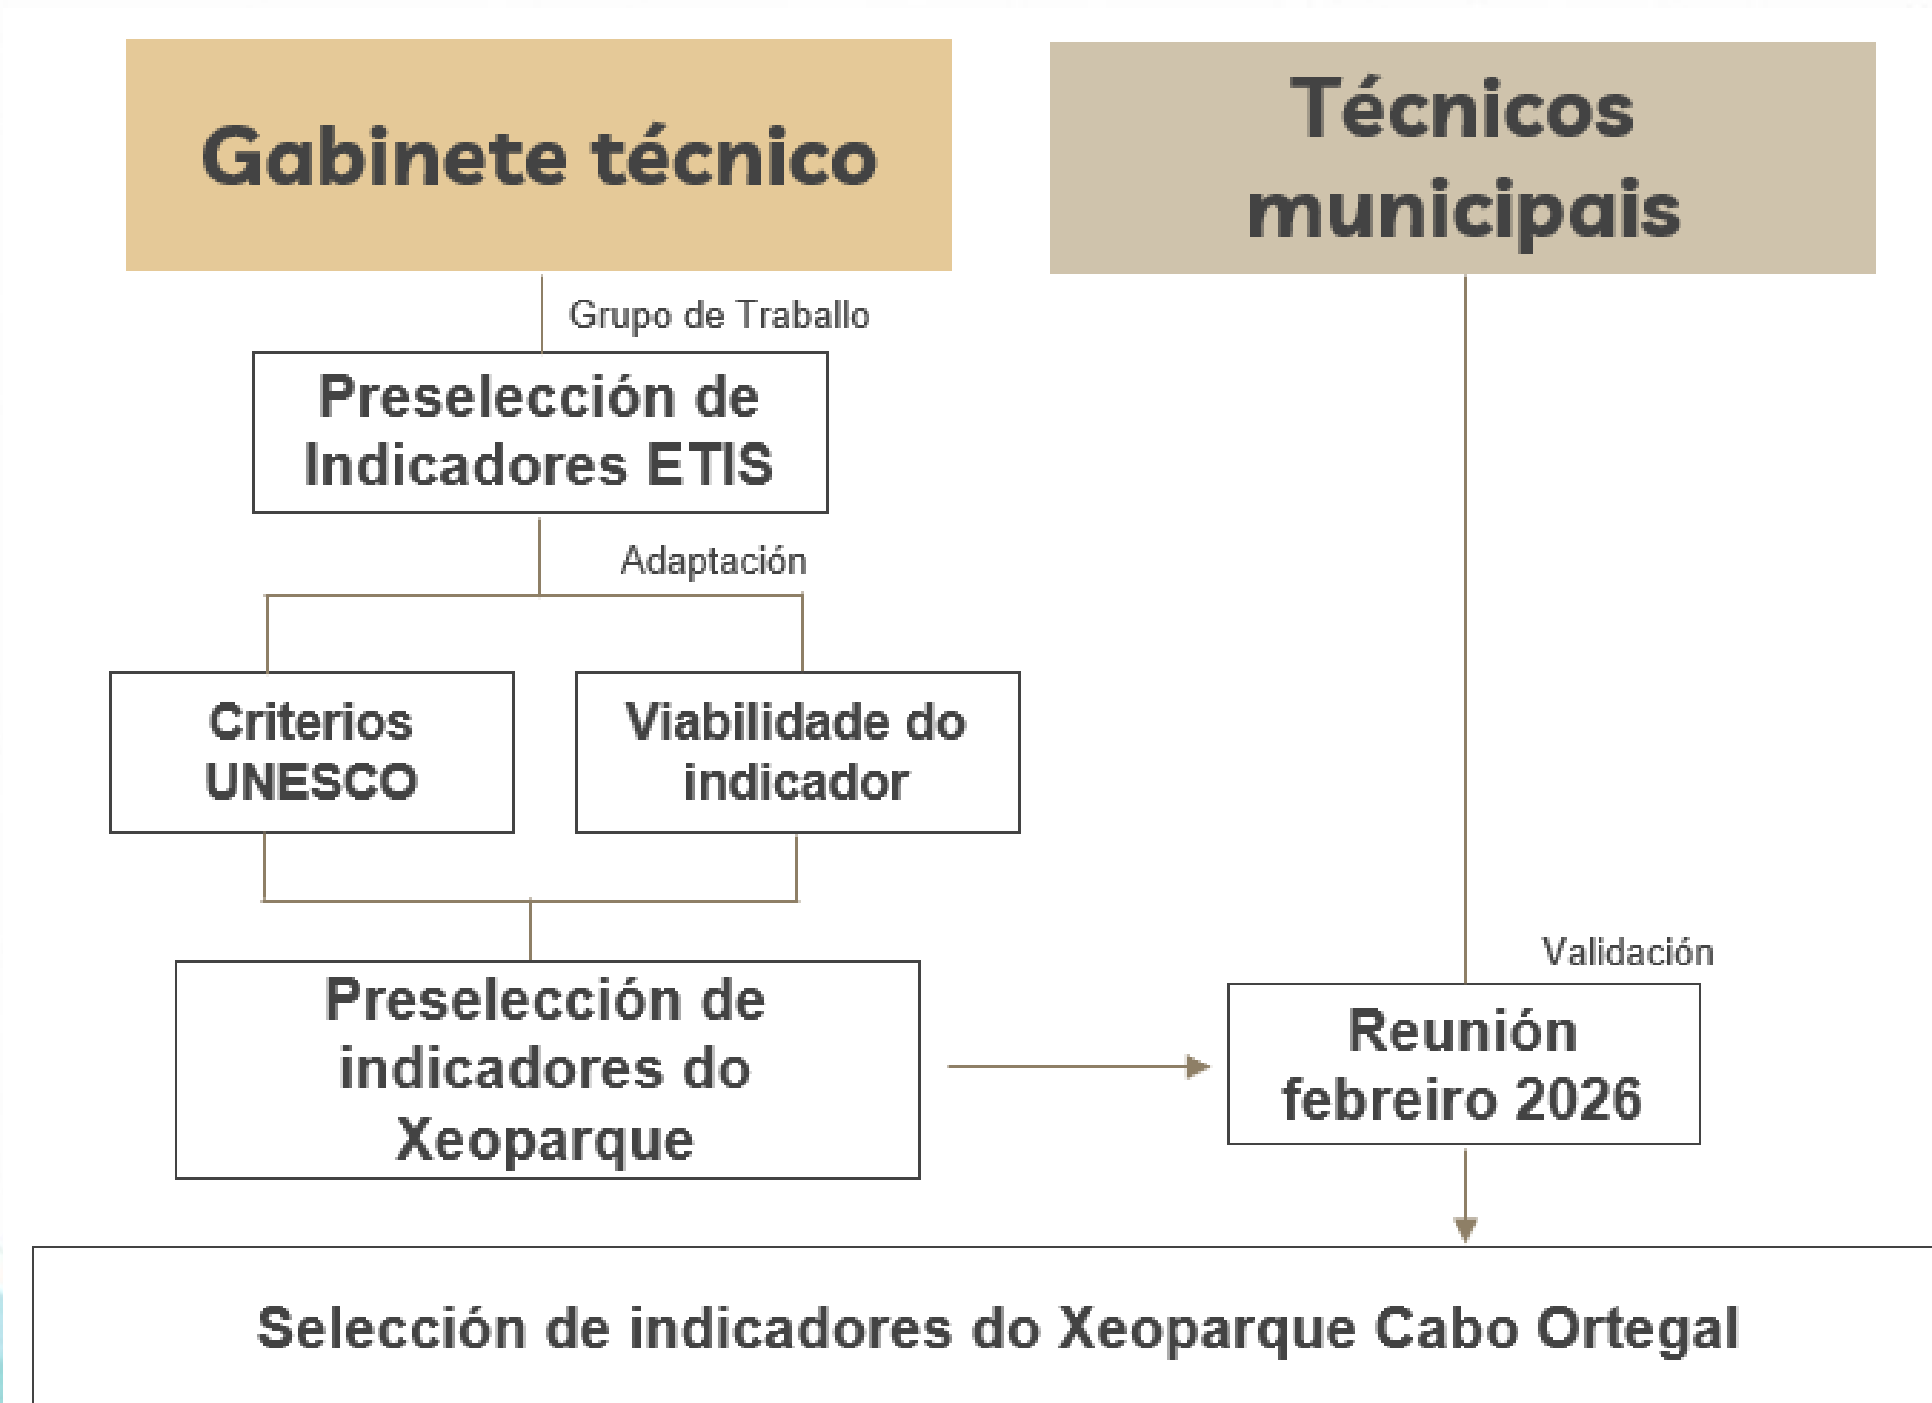 Gabinete técnico
Técnicos
municipais
Grupo de Traballo
Preselección de
Indicadores ETIS
Adaptación
Criterios
UNESCO
Viabilidade do
indicador
Preselección de
indicadores do
Xeoparque
Validación
Reunión
febreiro 2026
Selección de indicadores do Xeoparque Cabo Ortegal